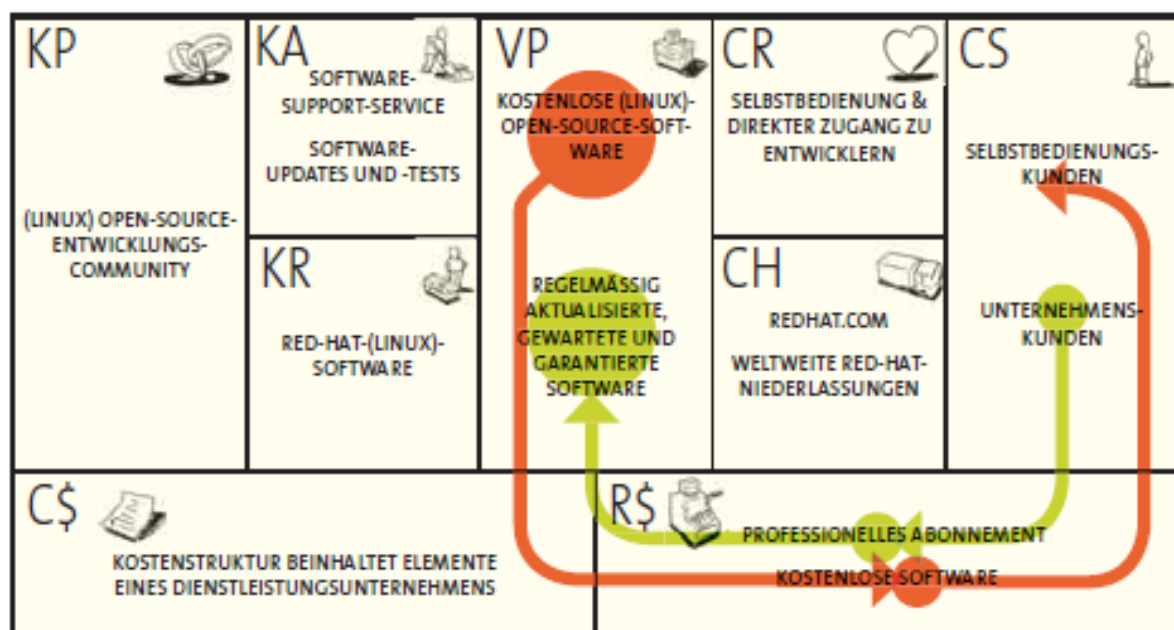 KP
(LINUX) OPEN-SOURCE-
ENTWICKLUNGS-
COMMUNITY
KA
SOFTWARE-
SUPPORT-SERVICE
SOFTWARE-
UPDATES UND -TESTS
KR
RED-HAT-(LINUX)-
SOFTWARE
VP
KOSTENLOSE (LINUX)-
OPEN-SOURCE-SOFT-
WARE
REGELMÄSSIG
AKTUALISIERTE,
GEWARTETE UND
GARANTIERTE
SOFTWARE
CR
SELBSTBEDIENUNG &
DIREKTER ZUGANG ZU
ENTWICKLERN
CH
REDHAT.COM
WELTWEITE RED-HAT-
NIEDERLASSUNGEN
CS
SELBSTBEDIENUNGS-
KUNDEN
UNTERNEHMENS-
KUNDEN
C$
KOSTENSTRUKTUR BEINHALTET ELEMENTE
EINES DIENSTLEISTUNGSUNTERNEHMENS
R$
PROFESSIONELLES ABONNEMENT
KOSTENLOSE SOFTWARE